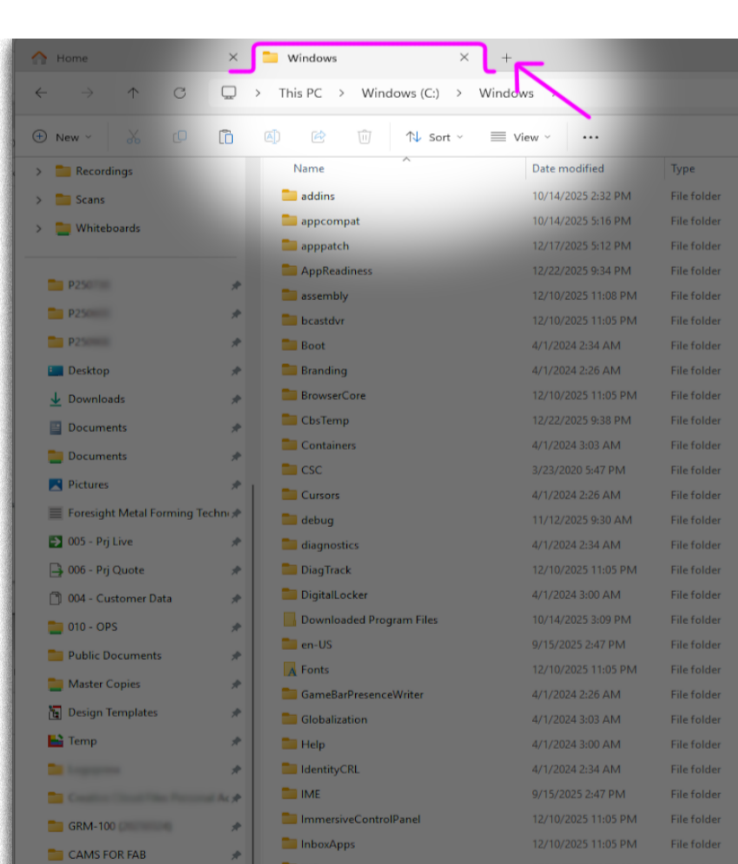 Home
Windows
This PC > Windows (C:) > Windows
New
Sort
View
Recordings
Scans
Whiteboards
P25
P25
P25
Desktop
Downloads
Documents
Documents
Pictures
Foresight Metal Forming Techn
005 - Prj Live
006 - Prj Quote
004 - Customer Data
010 - OPS
Public Documents
Master Copies
Design Templates
Temp
GRM-100
CAMS FOR FAB
Name Date modified Type
addins 10/14/2025 2:32 PM File folder
appcompat 10/14/2025 5:16 PM File folder
apppatch 12/17/2025 5:12 PM File folder
AppReadiness 12/22/2025 9:34 PM File folder
assembly 12/10/2025 11:08 PM File folder
bcastdvr 12/10/2025 11:05 PM File folder
Boot 4/1/2024 2:34 AM File folder
Branding 4/1/2024 2:26 AM File folder
BrowserCore 12/10/2025 11:05 PM File folder
CbsTemp 12/22/2025 9:38 PM File folder
Containers 4/1/2024 3:03 AM File folder
CSC 3/23/2020 5:47 PM File folder
Cursors 4/1/2024 2:26 AM File folder
debug 11/12/2025 9:30 AM File folder
diagnostics 4/1/2024 2:34 AM File folder
DiagTrack 12/10/2025 11:05 PM File folder
DigitalLocker 4/1/2024 3:00 AM File folder
Downloaded Program Files 10/14/2025 3:09 PM File folder
en-US 9/15/2025 2:47 PM File folder
Fonts 12/10/2025 11:05 PM File folder
GameBarPresenceWriter 4/1/2024 2:26 AM File folder
Globalization 4/1/2024 3:03 AM File folder
Help 4/1/2024 3:00 AM File folder
IdentityCRL 4/1/2024 2:34 AM File folder
IME 9/15/2025 2:47 PM File folder
ImmersiveControlPanel 12/10/2025 11:05 PM File folder
InboxApps 12/10/2025 11:05 PM File folder